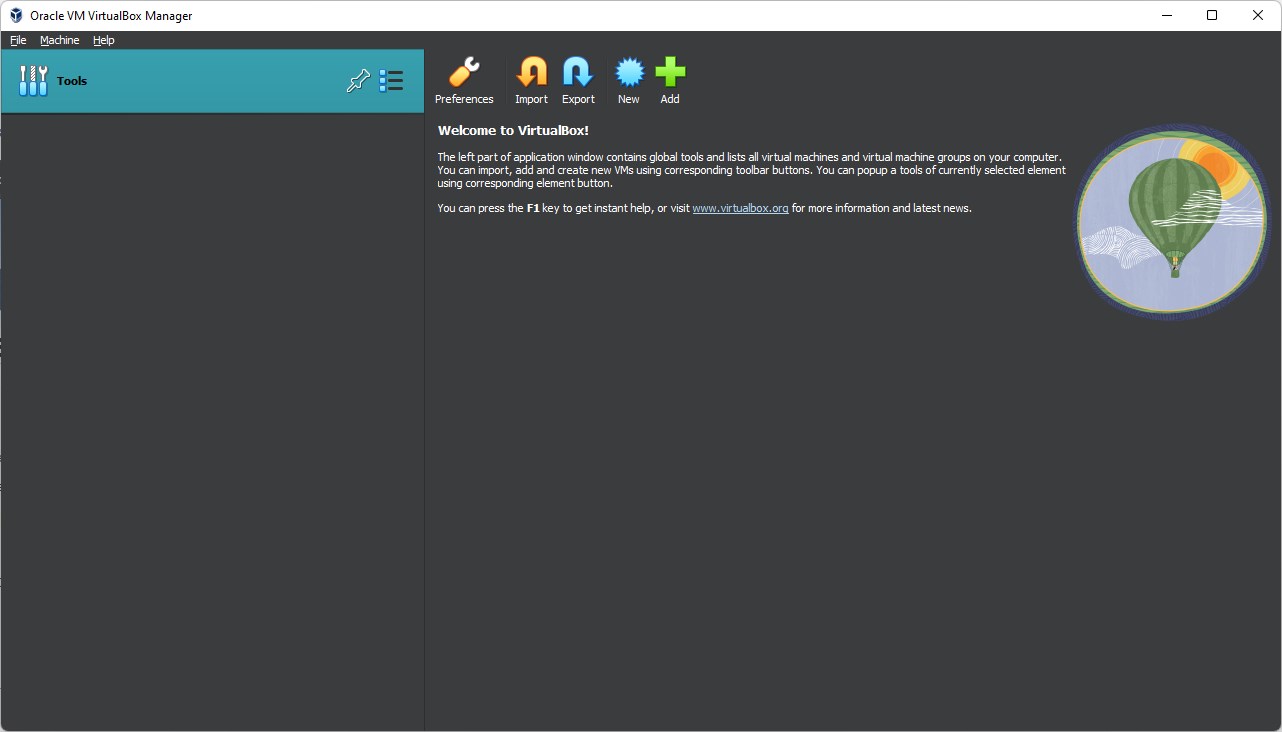 Oracle VM VirtualBox Manager
File Machine Help
Tools
Preferences Import Export New Add
Welcome to VirtualBox!
The left part of application window contains global tools and lists all virtual machines and virtual machine groups on your computer.
You can import, add and create new VMs using corresponding toolbar buttons. You can popup a tools of currently selected element
using corresponding element button.
You can press the F1 key to get instant help, or visit www.virtualbox.org for more information and latest news.